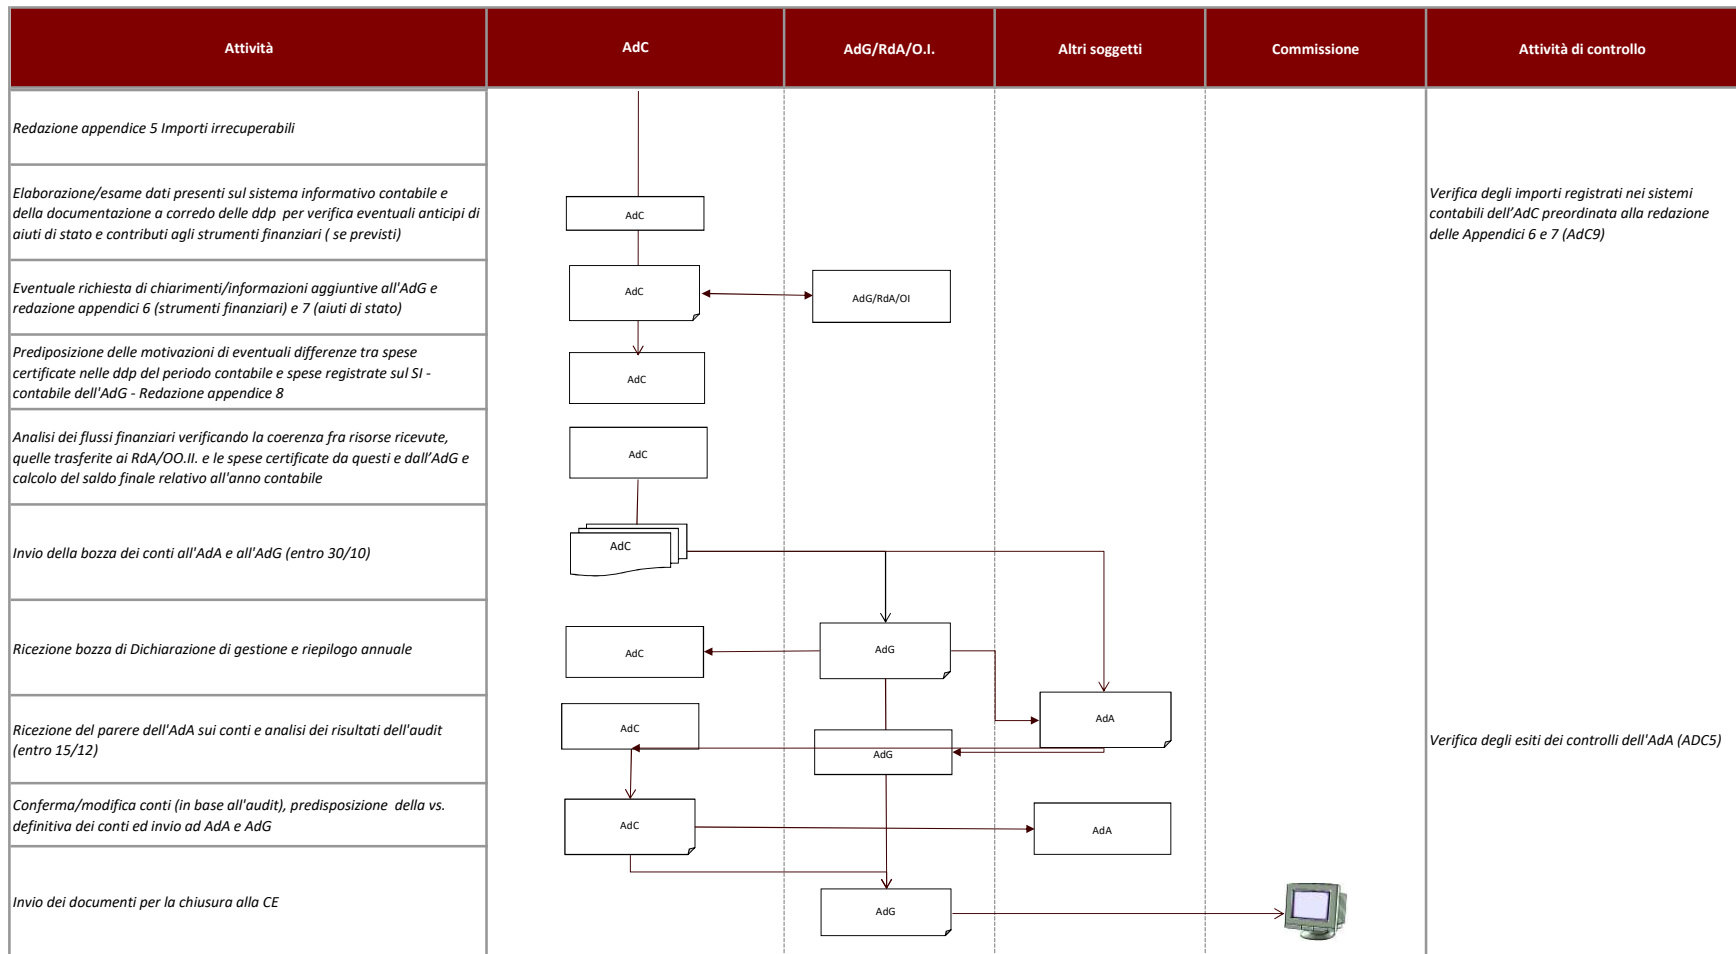 Attività
AdC
AdG/RdA/O.I.
Altri soggetti
Commissione
Attività di controllo
Redazione appendice 5 Importi irrecuperabili
Elaborazione/esame dati presenti sul sistema informativo contabile e
della documentazione a corredo delle ddp per verifica eventuali anticipi di
aiuti di stato e contributi agli strumenti finanziari ( se previsti)
AdC
Verifica degli importi registrati nei sistemi
contabili dell'AdC preordinata alla redazione
delle Appendici 6 e 7 (AdC9)
Eventuale richiesta di chiarimenti/informazioni aggiuntive all'AdG e
redazione appendici 6 (strumenti finanziari) e 7 (aiuti di stato)
AdC
AdG/RdA/OI
Prediposizione delle motivazioni di eventuali differenze tra spese
certificate nelle ddp del periodo contabile e spese registrate sul SI -
contabile dell'AdG - Redazione appendice 8
AdC
Analisi dei flussi finanziari verificando la coerenza fra risorse ricevute,
quelle trasferite ai RdA/OO.II. e le spese certificate da questi e dall'AdG e
calcolo del saldo finale relativo all'anno contabile
AdC
Invio della bozza dei conti all'AdA e all'AdG (entro 30/10)
AdC
Ricezione bozza di Dichiarazione di gestione e riepilogo annuale
AdC
AdG
Ricezione del parere dell'AdA sui conti e analisi dei risultati dell'audit
(entro 15/12)
AdC
AdG
AdA
Verifica degli esiti dei controlli dell'AdA (ADC5)
Conferma/modifica conti (in base all'audit), predisposizione della vs.
definitiva dei conti ed invio ad AdA e AdG
AdC
AdA
Invio dei documenti per la chiusura alla CE
AdG